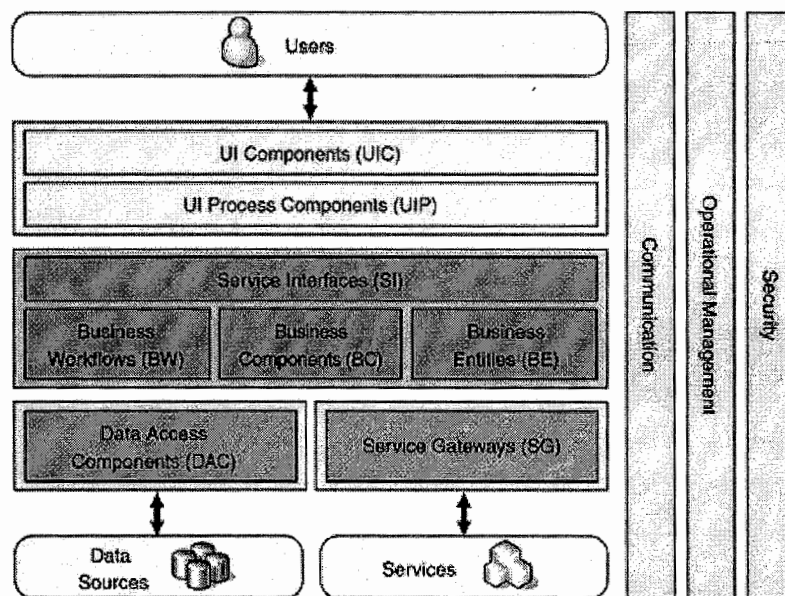 Users
UI Components (UIC)
UI Process Components (UIP)
Service Interfaces (SI)
Business
Workflows (BW)
Business
Components (BC)
Business
Entities (BE)
Data Access
Components (DAC)
Service Gateways (SG)
Data
Sources
Services
Communication
Operational Management
Security